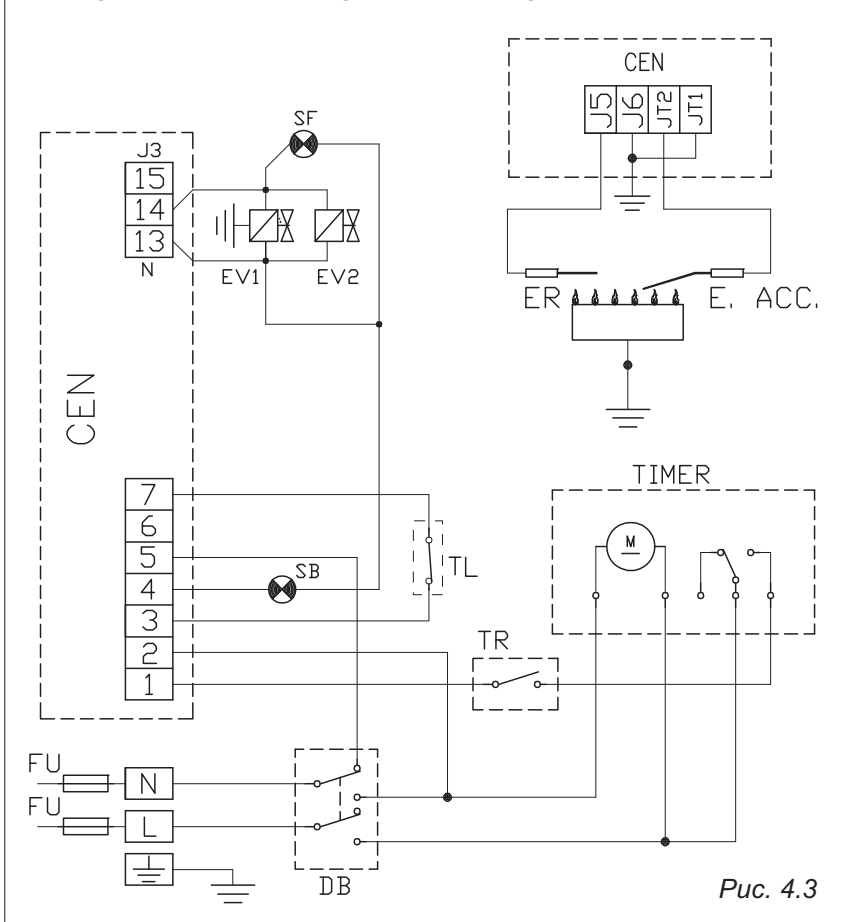 CEN
J5 J6 JT2 JT1
ER E. ACC.
SF
J3
15
14
13
N
EV1 EV2
CEN
7
6
5
4
3
2
1
SB
TL
TR
TIMER
M
FU N
FU L
DB
Рис. 4.3